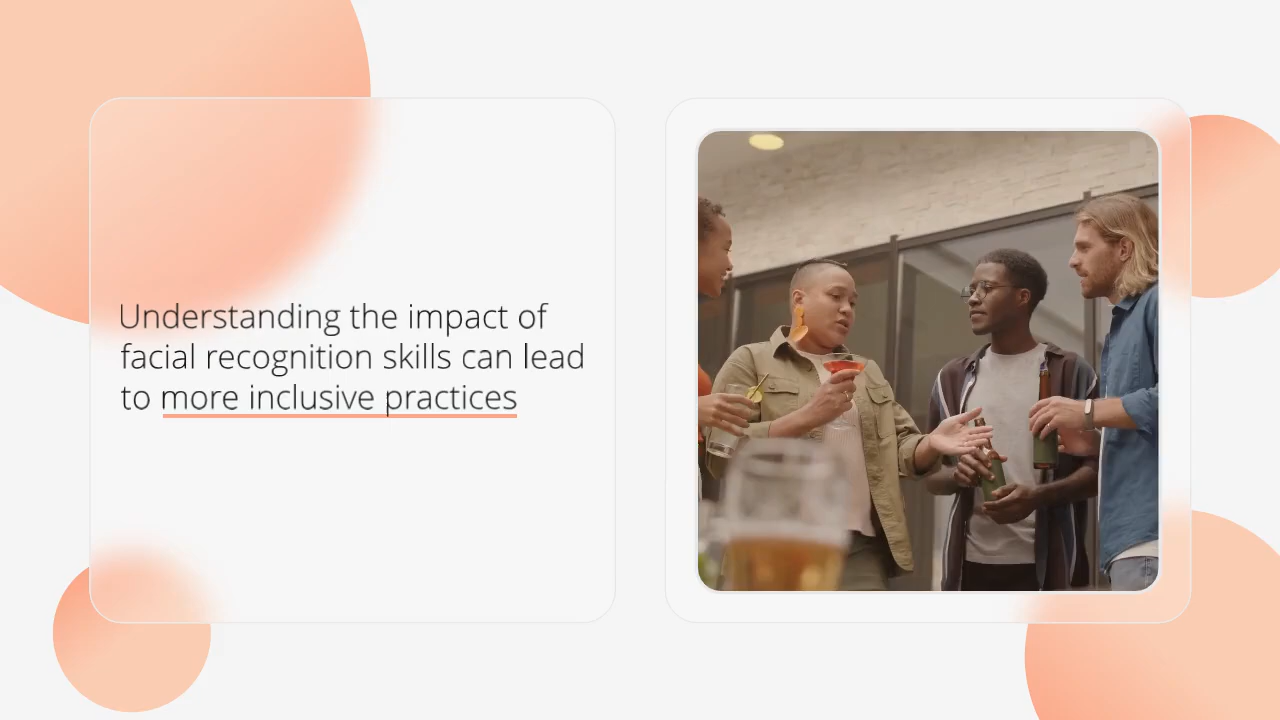 Understanding the impact of
facial recognition skills can lead
to more inclusive practices